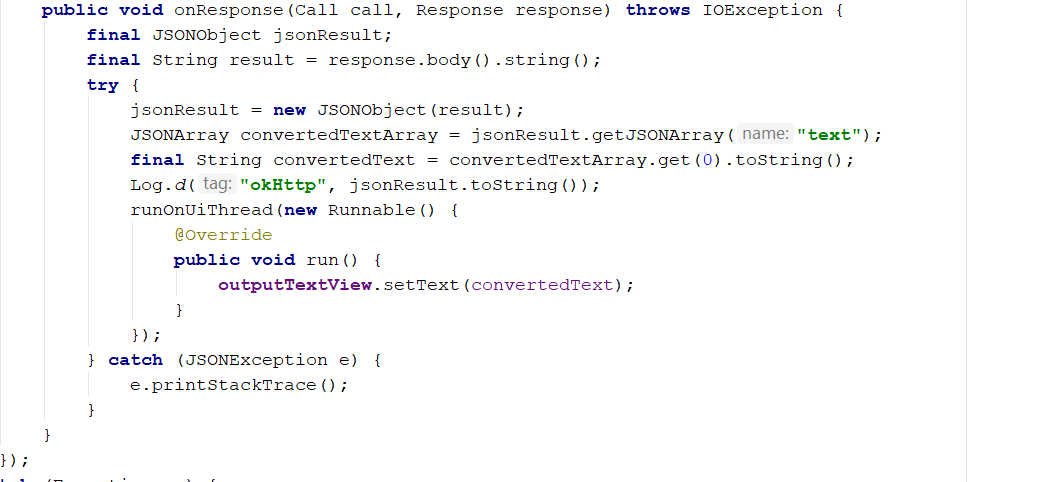 public void onResponse(Call call, Response response) throws IOException {
final JSONObject jsonResult;
final String result = response.body().string();
try {
jsonResult = new JSONObject(result);
JSONArray convertedTextArray = jsonResult.getJSONArray( name: "text");
final String convertedText = convertedTextArray.get(0).toString();
Log.d( tag: "okHttp", jsonResult.toString());
runOnUiThread(new Runnable() {
@Override
public void run() {
outputTextView.setText(convertedText);
}
});
} catch (JSONException e) {
e.printStackTrace();
}
}
});